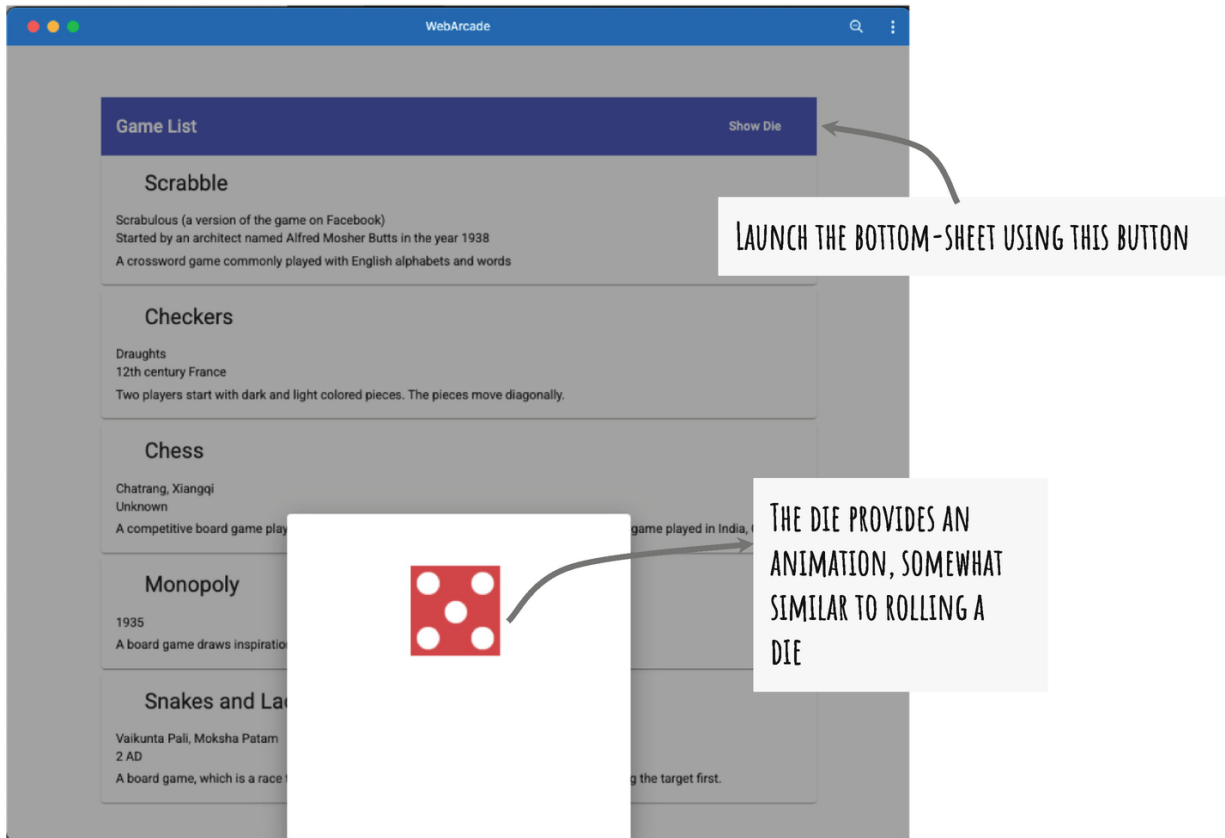 WebArcade
Game List
Show Die
Scrabble
Scrabulous (a version of the game on Facebook)
Started by an architect named Alfred Mosher Butts in the year 1938
A crossword game commonly played with English alphabets and words
LAUNCH THE BOTTOM-SHEET USING THIS BUTTON
Checkers
Draughts
12th century France
Two players start with dark and light colored pieces. The pieces move diagonally.
Chess
Chatrang, Xiangqi
Unknown
A competitive board game play
game played in India,
THE DIE PROVIDES AN
ANIMATION, SOMEWHAT
SIMILAR TO ROLLING A
DIE
Monopoly
1935
A board game draws inspiratio
Snakes and La
Vaikunta Pali, Moksha Patam
2 AD
A board game, which is a race
g the target first.